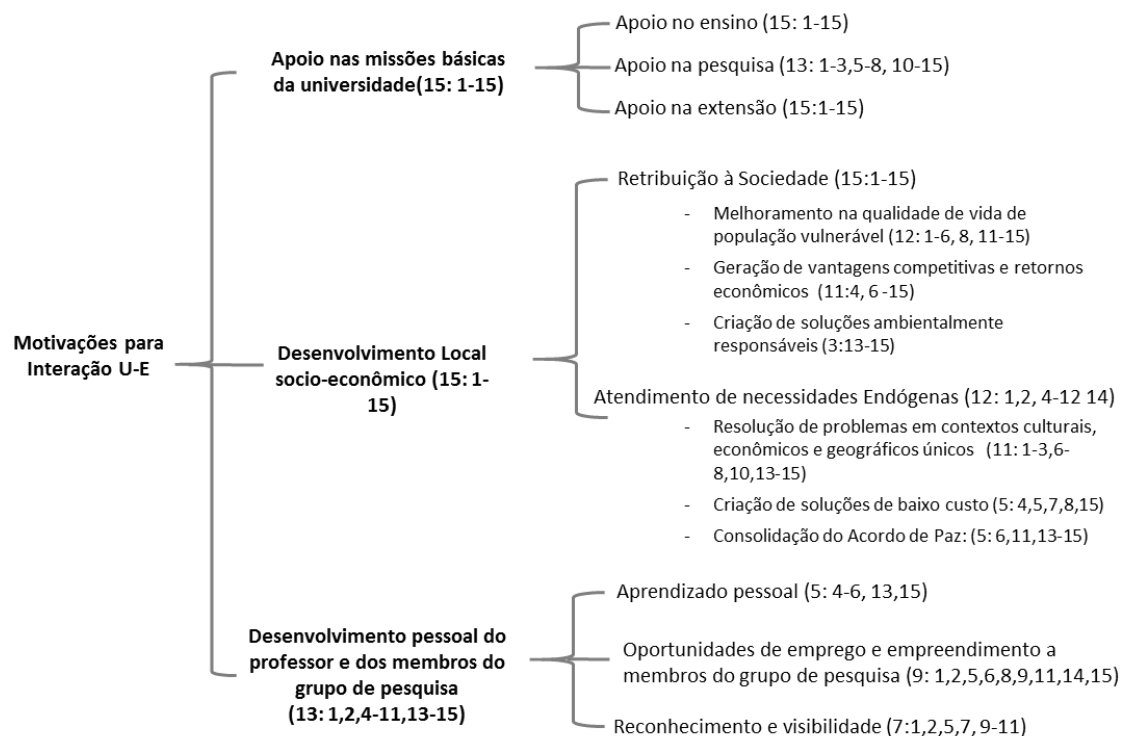 Motivações para
Interação U-E
Apoio nas missões básicas
da universidade(15: 1-15)
Apoio no ensino (15: 1-15)
Apoio na pesquisa (13: 1-3,5-8, 10-15)
Apoio na extensão (15:1-15)
Desenvolvimento Local
socio-econômico (15: 1-
15)
Retribuição à Sociedade (15:1-15)
- Melhoramento na qualidade de vida de
população vulnerável (12: 1-6, 8, 11-15)
- Geração de vantagens competitivas e retornos
econômicos (11:4, 6 -15)
- Criação de soluções ambientalmente
responsáveis (3:13-15)
Atendimento de necessidades Endógenas (12: 1,2, 4-12 14)
- Resolução de problemas em contextos culturais,
econômicos e geográficos únicos (11: 1-3,6-
8,10,13-15)
- Criação de soluções de baixo custo (5: 4,5,7,8,15)
- Consolidação do Acordo de Paz: (5: 6,11,13-15)
Desenvolvimento pessoal do
professor e dos membros do
grupo de pesquisa
(13: 1,2,4-11,13-15)
Aprendizado pessoal (5: 4-6, 13,15)
Oportunidades de emprego e empreendimento a
membros do grupo de pesquisa (9: 1,2,5,6,8,9,11,14,15)
Reconhecimento e visibilidade (7:1,2,5,7, 9-11)